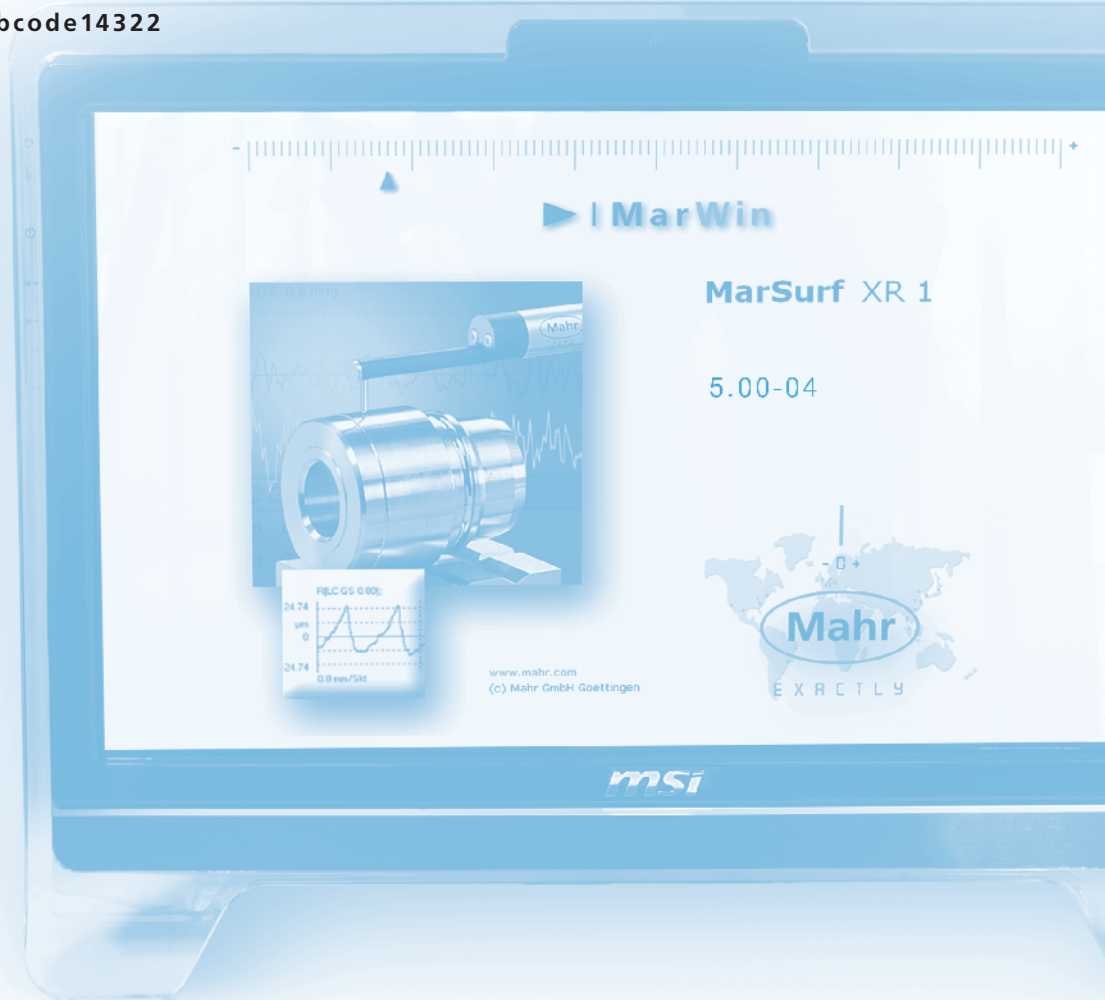 bcode14322
- +
MarWin
MarSurf XR 1
GS: 0.8 mm]
Mahr
5.00-04
R[LC GS 0.80]:
24.74
µm
0
-24.74
0.8 mm/Skt
- 0 +
Mahr
EXACTLY
www.mahr.com
(c) Mahr GmbH Goettingen
msi